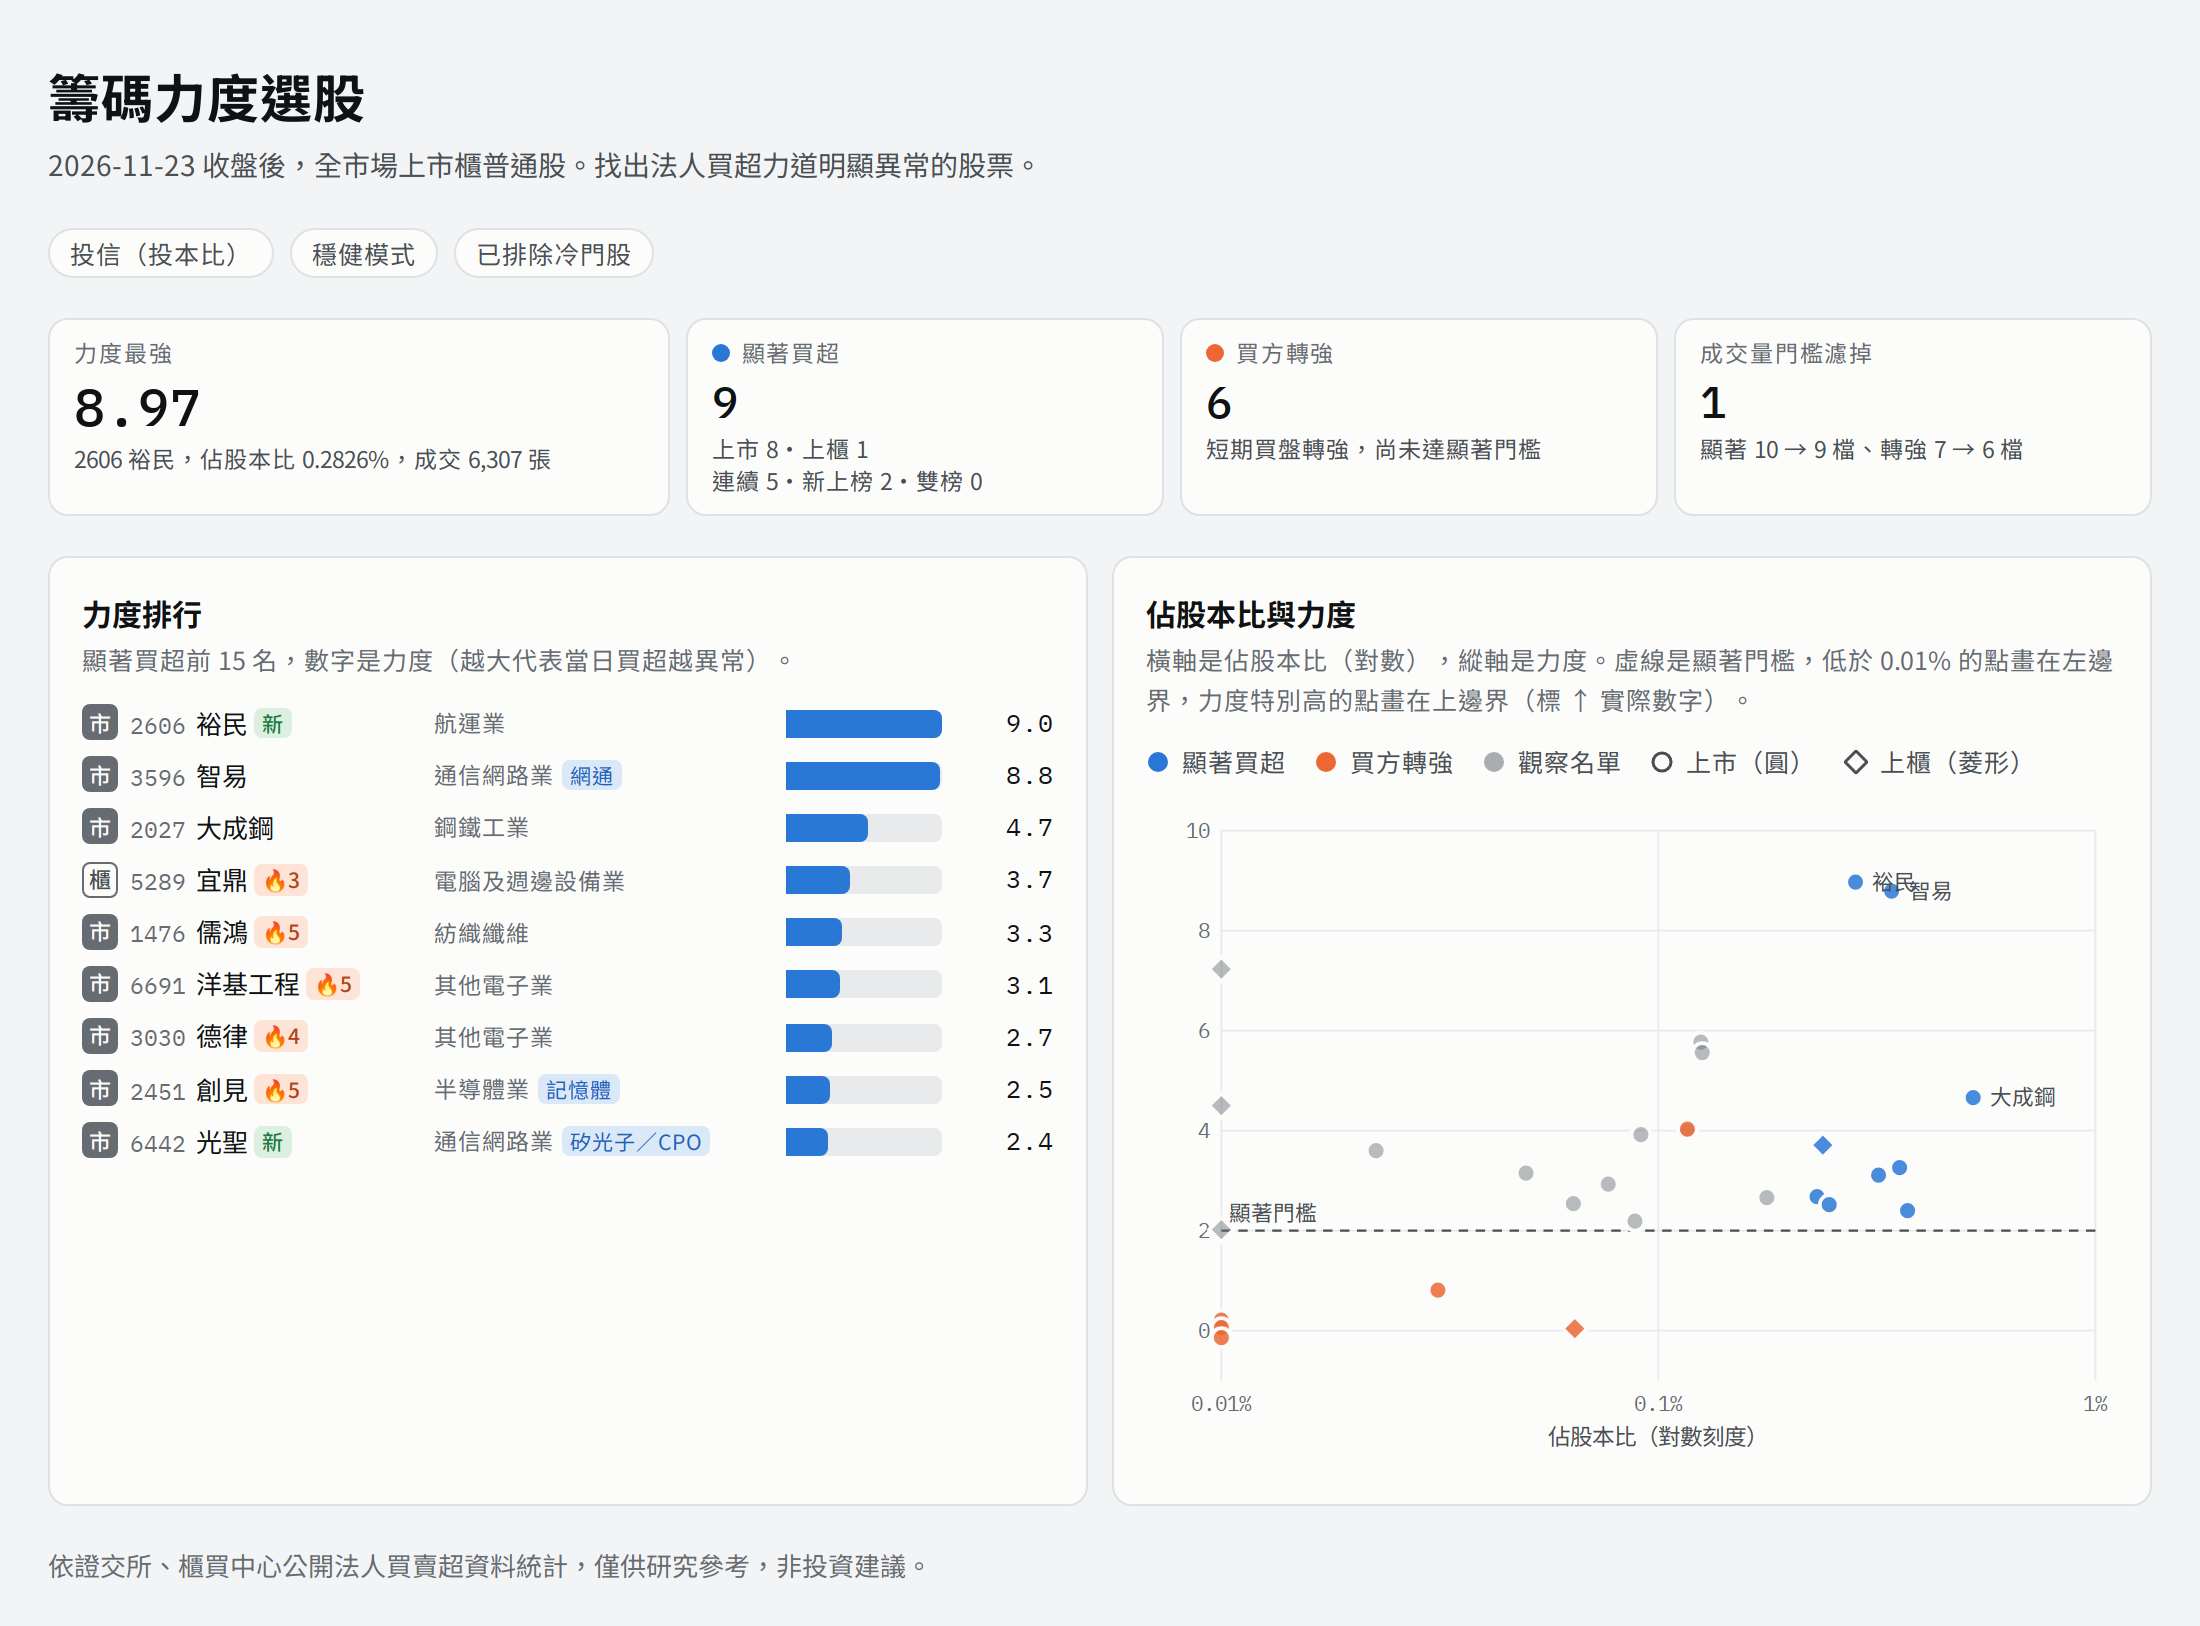 籌碼力度選股
2026-11-23 收盤後，全市場上市櫃普通股。找出法人買超力道明顯異常的股票。
投信（投本比） 穩健模式 已排除冷門股
力度最強
8.97
2606 裕民，佔股本比 0.2826%，成交 6,307 張
顯著買超
9
上市 8・上櫃 1
連續 5・新上榜 2・雙榜 0
買方轉強
6
短期買盤轉強，尚未達顯著門檻
成交量門檻濾掉
1
顯著 10 → 9 檔、轉強 7 → 6 檔
力度排行
顯著買超前 15 名，數字是力度（越大代表當日買超越異常）。
市 2606 裕民 新 航運業 9.0
市 3596 智易 通信網路業 網通 8.8
市 2027 大成鋼 鋼鐵工業 4.7
櫃 5289 宜鼎 🔥3 電腦及週邊設備業 3.7
市 1476 儒鴻 🔥5 紡織纖維 3.3
市 6691 洋基工程 🔥5 其他電子業 3.1
市 3030 德律 🔥4 其他電子業 2.7
市 2451 創見 🔥5 半導體業 記憶體 2.5
市 6442 光聖 新 通信網路業 矽光子／CPO 2.4
佔股本比與力度
橫軸是佔股本比（對數），縱軸是力度。虛線是顯著門檻，低於 0.01% 的點畫在左邊
界，力度特別高的點畫在上邊界（標 ↑ 實際數字）。
顯著買超 買方轉強 觀察名單 上市（圓） 上櫃（菱形）
10
裕民
智易
8
6
大成鋼
4
顯著門檻
2
0
0.01% 0.1% 1%
佔股本比（對數刻度）
依證交所、櫃買中心公開法人買賣超資料統計，僅供研究參考，非投資建議。